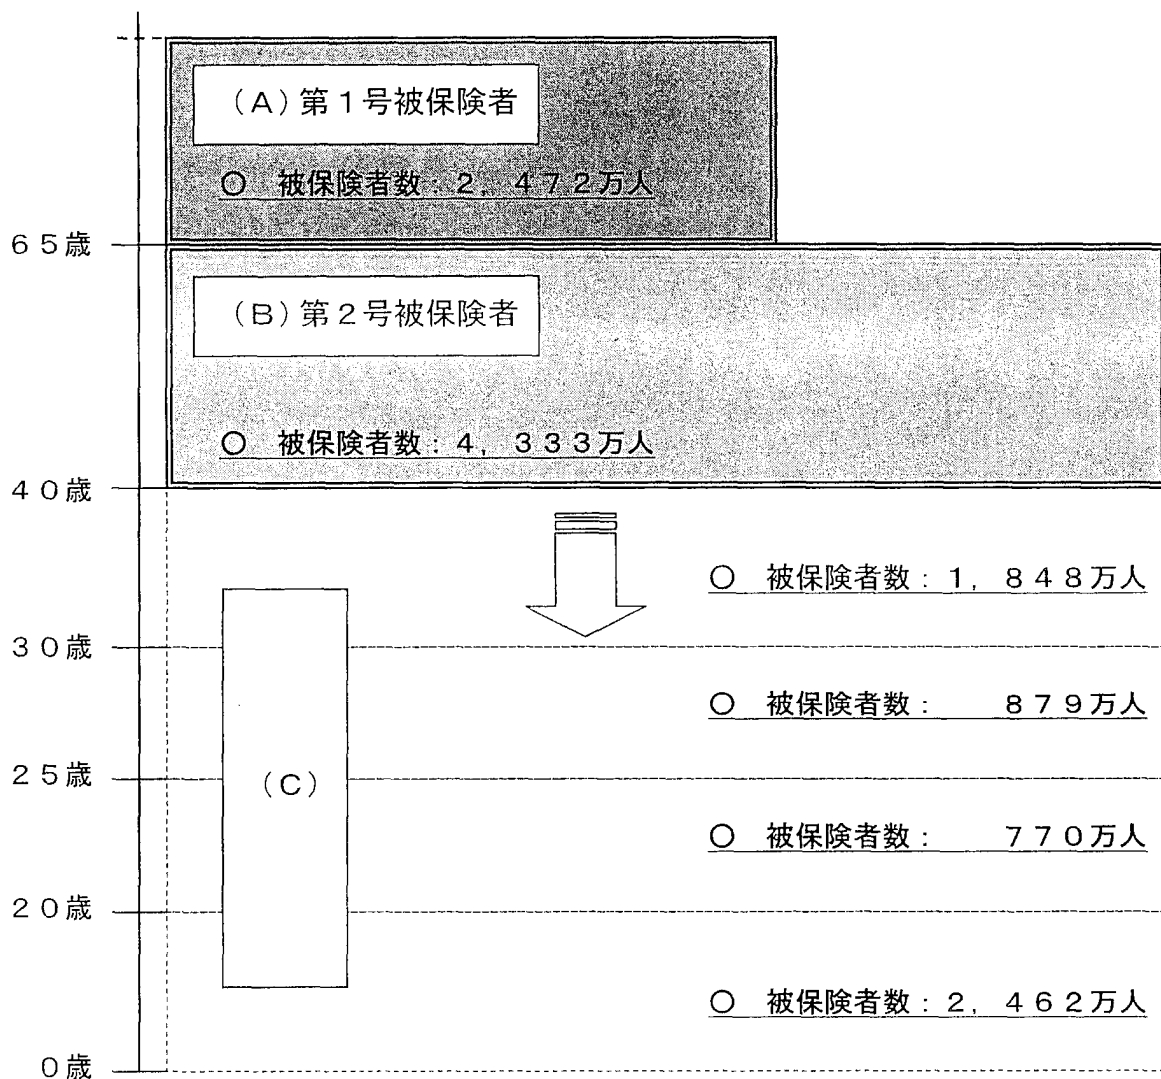 （A）第１号被保険者
○　被保険者数：２，４７２万人
６５歳
（B）第２号被保険者
○　被保険者数：４，３３３万人
４０歳
○　被保険者数：１，８４８万人
３０歳
○　被保険者数：　８７９万人
２５歳
（C）
○　被保険者数：　７７０万人
２０歳
○　被保険者数：２，４６２万人
０歳